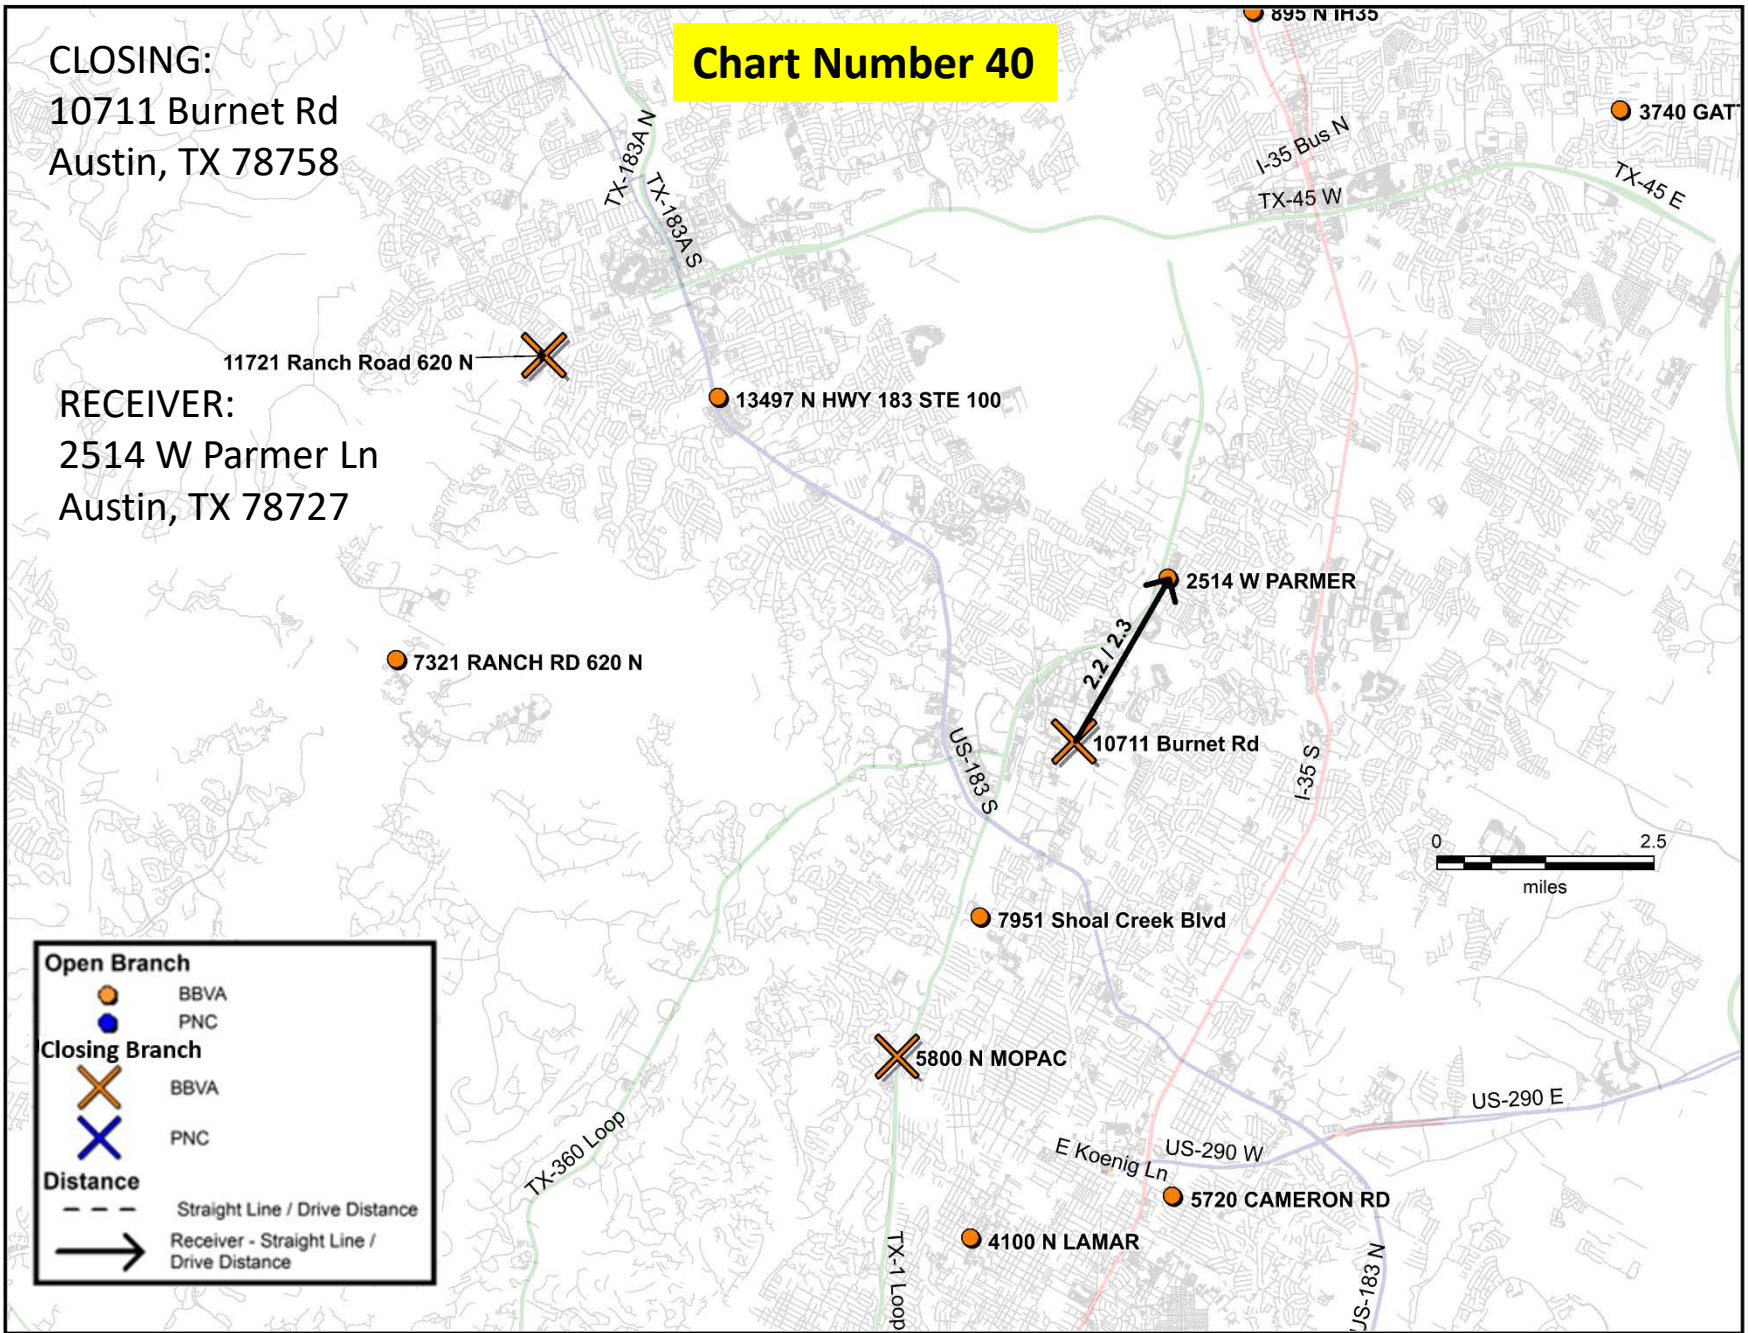 CLOSING:
10711 Burnet Rd
Austin, TX 78758
Chart Number 40
895 N IH35
3740 GAT
I-35 Bus N
TX-183A N
TX-183A S
TX-45 W
TX-45 E
11721 Ranch Road 620 N
13497 N HWY 183 STE 100
RECEIVER:
2514 W Parmer Ln
Austin, TX 78727
2514 W PARMER
2.2 / 2.3
7321 RANCH RD 620 N
10711 Burnet Rd
US-183 S
I-35 S
0 2.5
miles
7951 Shoal Creek Blvd
5800 N MOPAC
US-290 E
US-290 W
E Koenig Ln
TX-360 Loop
5720 CAMERON RD
4100 N LAMAR
TX-1 Loop
US-183 N
Open Branch
BBVA
PNC
Closing Branch
BBVA
PNC
Distance
Straight Line / Drive Distance
Receiver - Straight Line /
Drive Distance